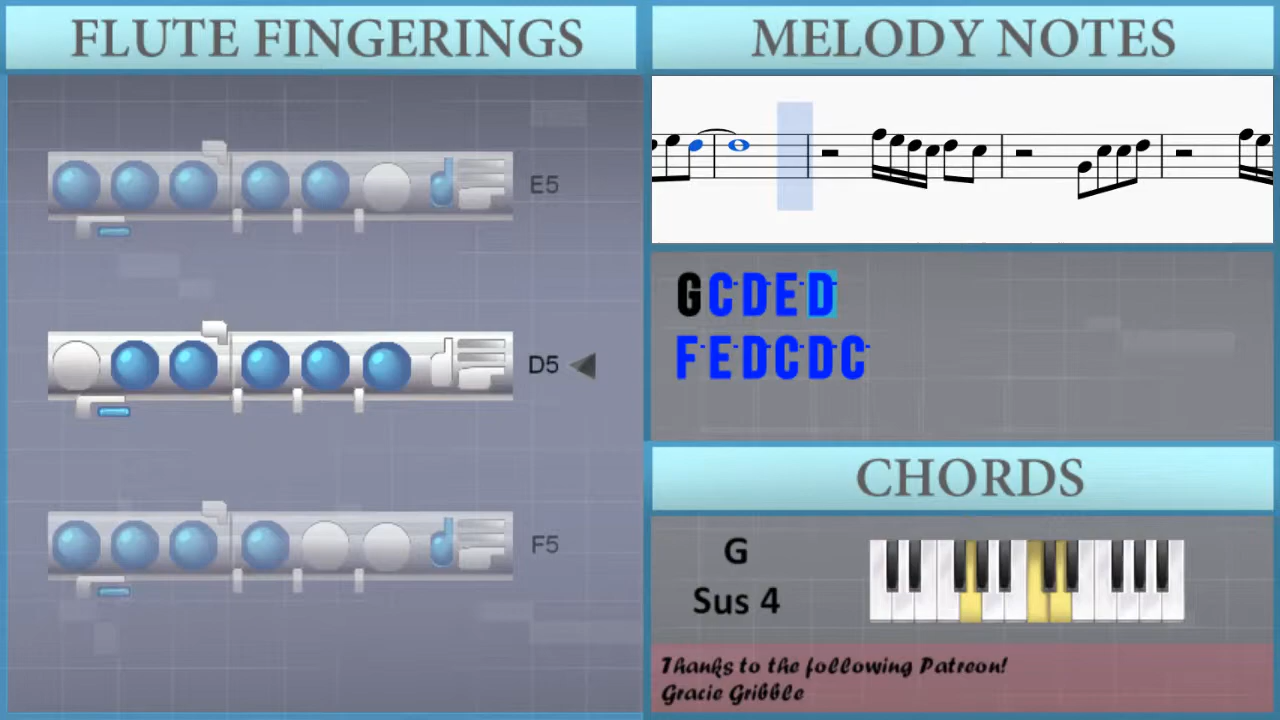 FLUTE FINGERINGS
E5
D5
F5
MELODY NOTES
GCDED
FEDCDC
CHORDS
G
Sus 4
Thanks to the following Patreon!
Gracie Gribble